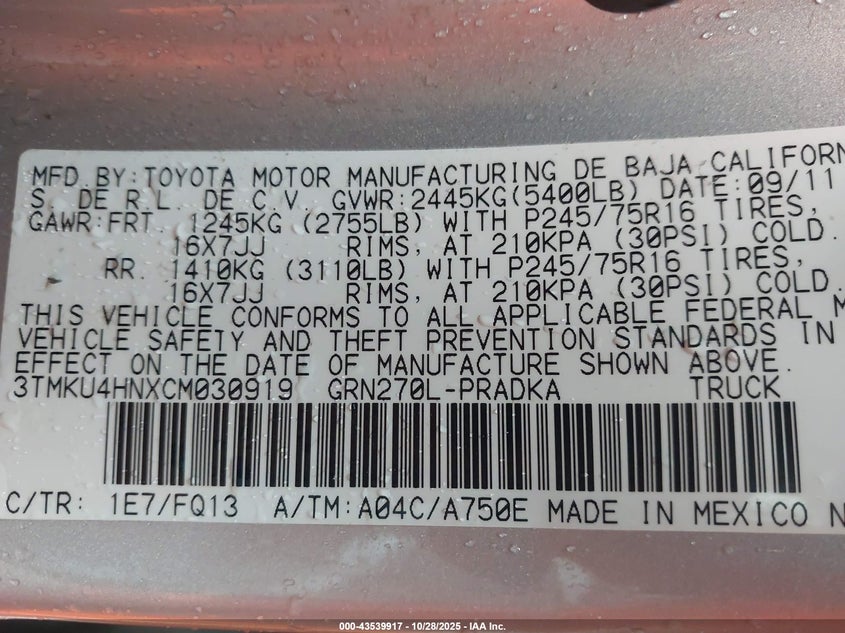 MFD.BY:TOYOTA MOTOR MANUFACTURING DE BAJA CALIFORN
S. DE R.L. DE C.V. GVWR:2445KG(5400LB) DATE:09/11
GAWR:FRT. 1245KG (2755LB) WITH P245/75R16 TIRES,
16X7JJ RIMS, AT 210KPA (30PSI) COLD.
RR. 1410KG (3110LB) WITH P245/75R16 TIRES,
16X7JJ RIMS, AT 210KPA (30PSI) COLD.
THIS VEHICLE CONFORMS TO ALL APPLICABLE FEDERAL M
VEHICLE SAFETY AND THEFT PREVENTION STANDARDS IN
EFFECT ON THE DATE OF MANUFACTURE SHOWN ABOVE.
3TMKU4HNXCM030919 GRN270L-PRADKA TRUCK
C/TR: 1E7/FQ13 A/TM:A04C/A750E MADE IN MEXICO N
000-43539917 - 10/28/2025 - IAA Inc.